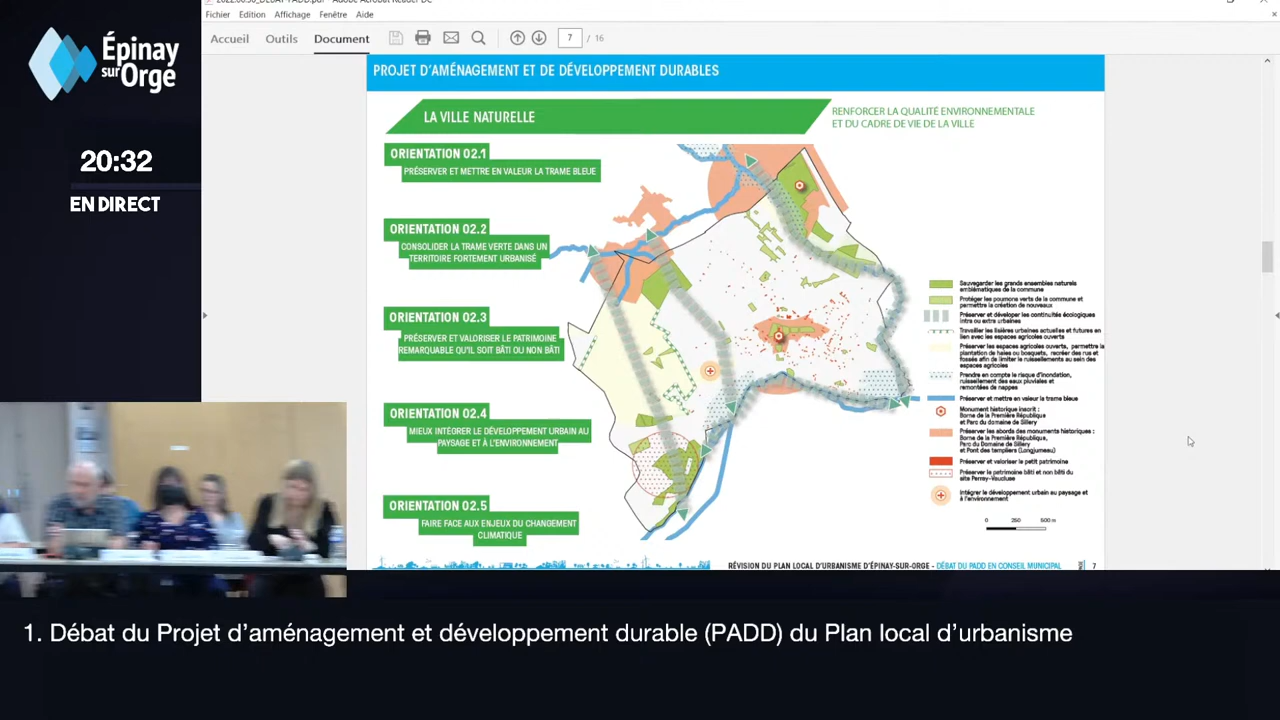 2022.06.30_DEBAT PADD.pdf - Adobe Acrobat Reader DC
Fichier Edition Affichage Fenêtre Aide
Accueil Outils Document 7 / 16
Épinay
sur
Orge
20:32
EN DIRECT
PROJET D'AMÉNAGEMENT ET DE DÉVELOPPEMENT DURABLES
LA VILLE NATURELLE
RENFORCER LA QUALITÉ ENVIRONNEMENTALE
ET DU CADRE DE VIE DE LA VILLE
ORIENTATION 02.1
PRÉSERVER ET METTRE EN VALEUR LA TRAME BLEUE
ORIENTATION 02.2
CONSOLIDER LA TRAME VERTE DANS UN
TERRITOIRE FORTEMENT URBANISÉ
ORIENTATION 02.3
PRÉSERVER ET VALORISER LE PATRIMOINE
REMARQUABLE QU'IL SOIT BÂTI OU NON BÂTI
ORIENTATION 02.4
MIEUX INTÉGRER LE DÉVELOPPEMENT URBAIN AU
PAYSAGE ET À L'ENVIRONNEMENT
ORIENTATION 02.5
FAIRE FACE AUX ENJEUX DU CHANGEMENT
CLIMATIQUE
Sauvegarder les grands ensembles naturels
emblématiques de la commune
Protéger les poumons verts de la commune et
permettre la création de nouveaux
Préserver et développer les continuités écologiques
intra ou extra urbaines
Travailler les lisières urbaines actuelles et futures en
lien avec les espaces agricoles ouverts
Préserver les espaces agricoles ouverts, permettre la
plantation de haies ou bosquets, recréer des rus et
fossés afin de limiter le ruissellements au sein des
espaces agricoles
Prendre en compte le risque d'inondation,
ruissellement des eaux pluviales et
remontées de nappes
Préserver et mettre en valeur la trame bleue
Monument historique inscrit :
Borne de la Première République
et Parc du domaine de Sillery
Préserver les abords des monuments historiques :
Borne de la Première République,
Parc du Domaine de Sillery
et Pont des templiers (Longjumeau)
Préserver et valoriser le petit patrimoine
Préserver le patrimoine bâti et non bâti du
site Perray-Vaucluse
Intégrer le développement urbain au paysage et
à l'environnement
0 250 500 m
RÉVISION DU PLAN LOCAL D'URBANISME D'ÉPINAY-SUR-ORGE - DÉBAT DU PADD EN CONSEIL MUNICIPAL 7
1. Débat du Projet d'aménagement et développement durable (PADD) du Plan local d'urbanisme